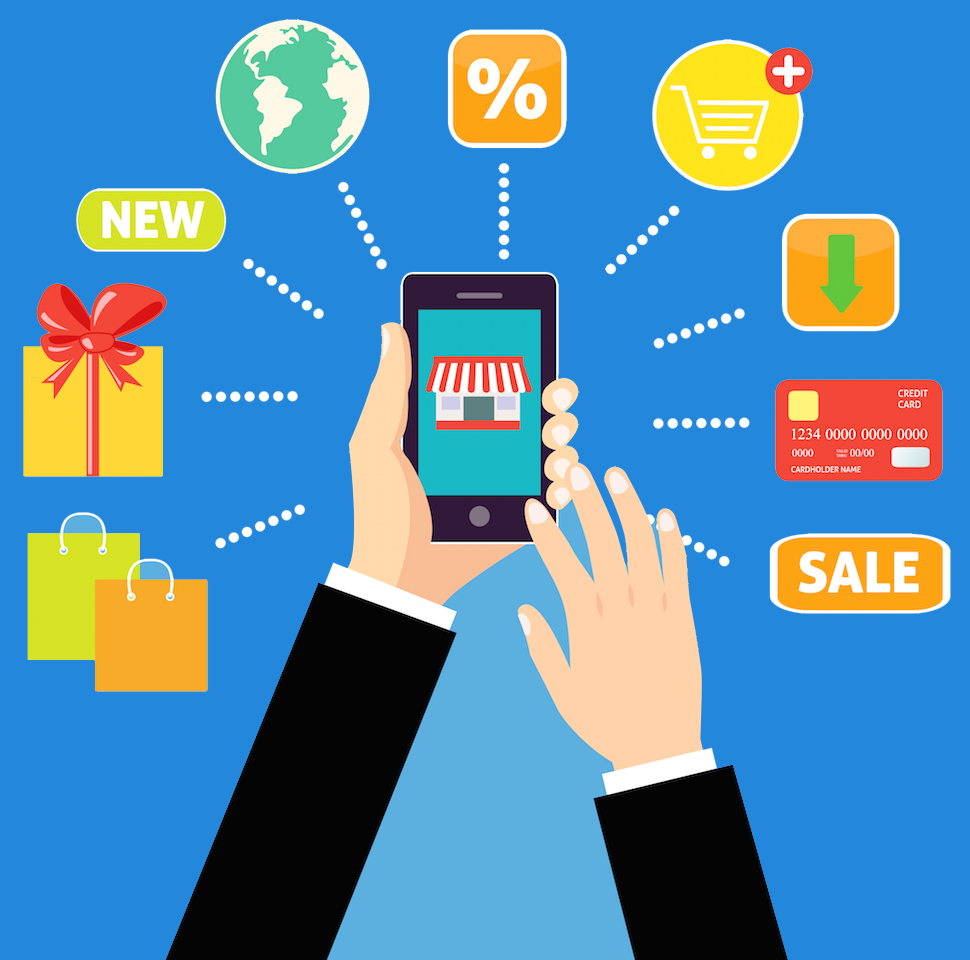 %
NEW
CREDIT
CARD
1234 0000 0000 0000
0000
00/00
CARDHOLDER NAME
SALE